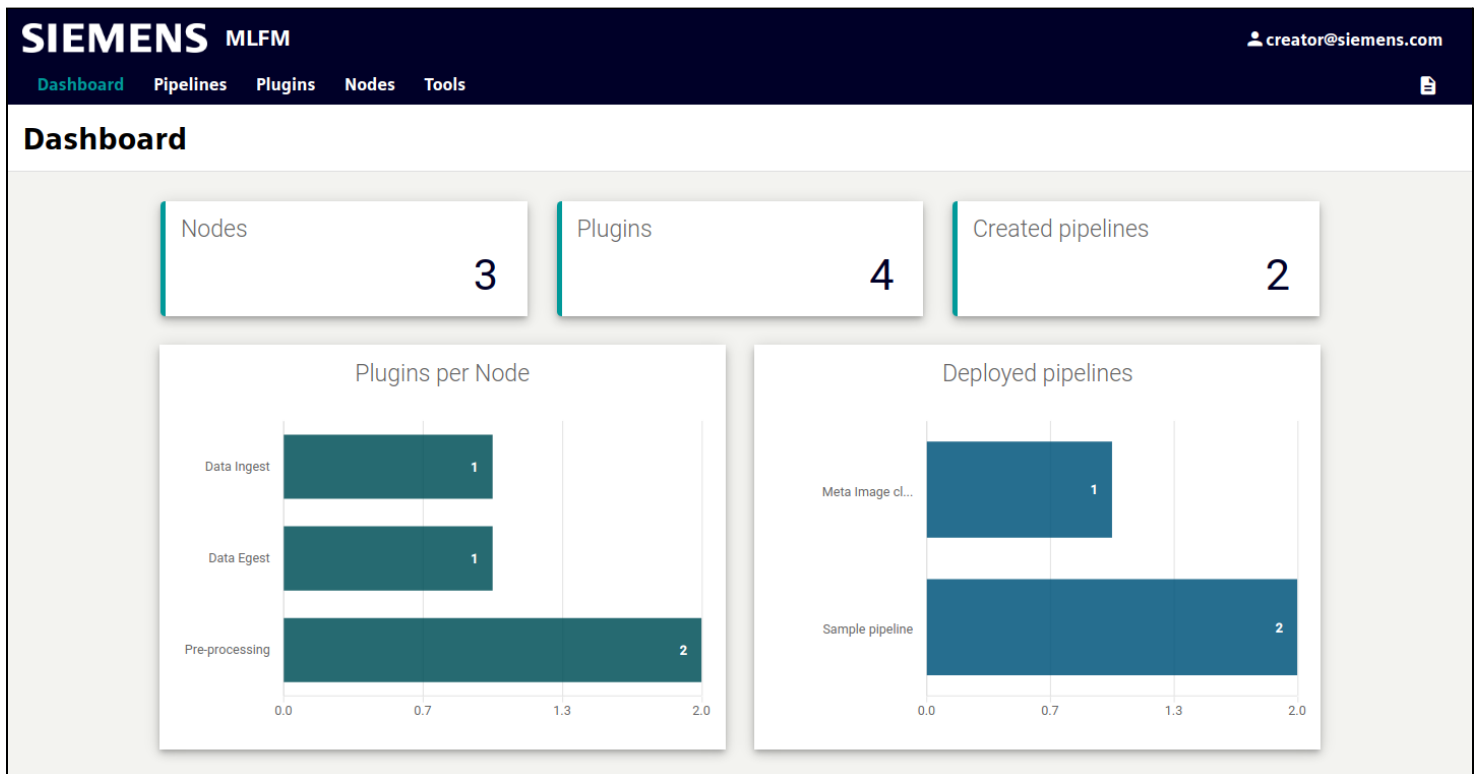 SIEMENS MLFM
creator@siemens.com
Dashboard Pipelines Plugins Nodes Tools
Dashboard
Nodes
3
Plugins
4
Created pipelines
2
Plugins per Node
Data Ingest
1
Data Egest
1
Pre-processing
2
0.0 0.7 1.3 2.0
Deployed pipelines
Meta Image cl...
1
Sample pipeline
2
0.0 0.7 1.3 2.0